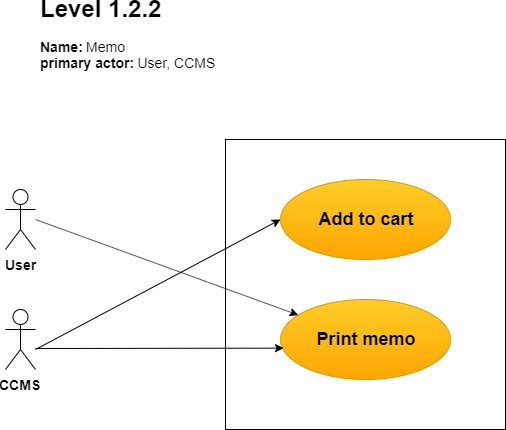 Level 1.2.2
Name: Memo
primary actor: User, CCMS
Add to cart
User
Print memo
CCMS